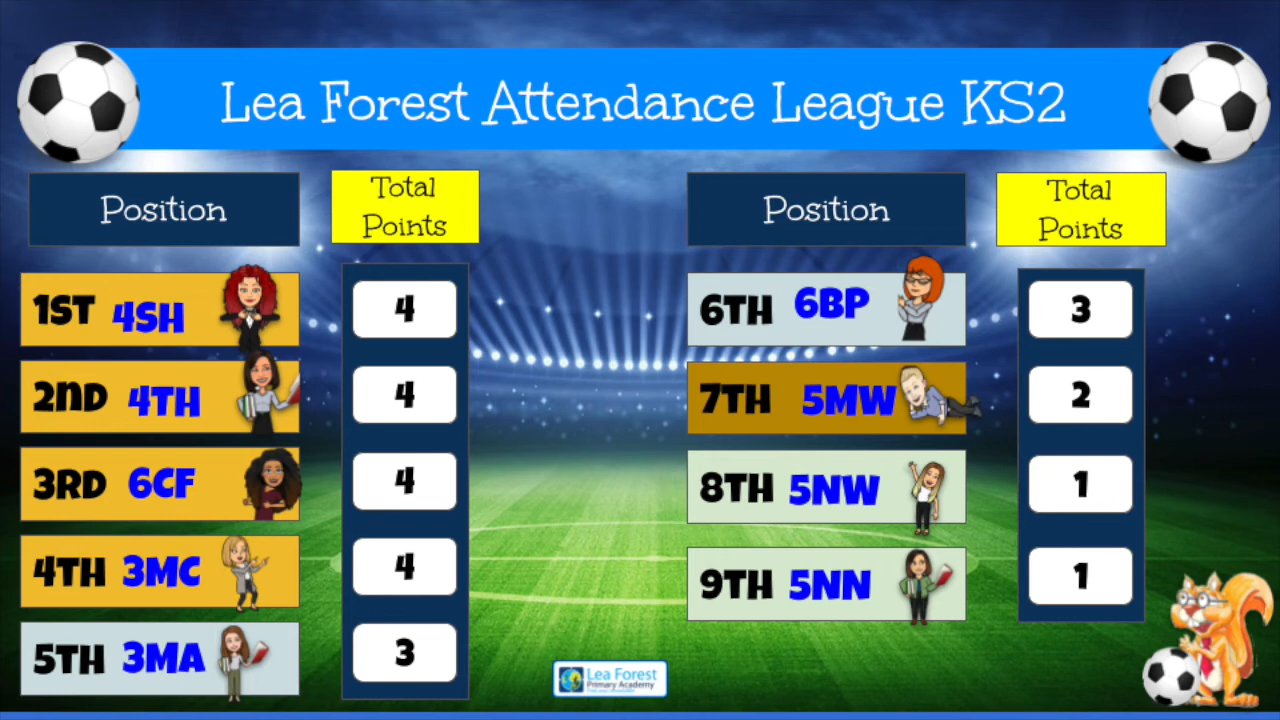 Lea Forest Attendance League KS2
Position
Total
Points
1ST 4SH 4
2ND 4TH 4
3RD 6CF 4
4TH 3MC 4
5TH 3MA 3
Position
Total
Points
6TH 6BP 3
7TH 5MW 2
8TH 5NW 1
9TH 5NN 1
Lea Forest
Primary Academy